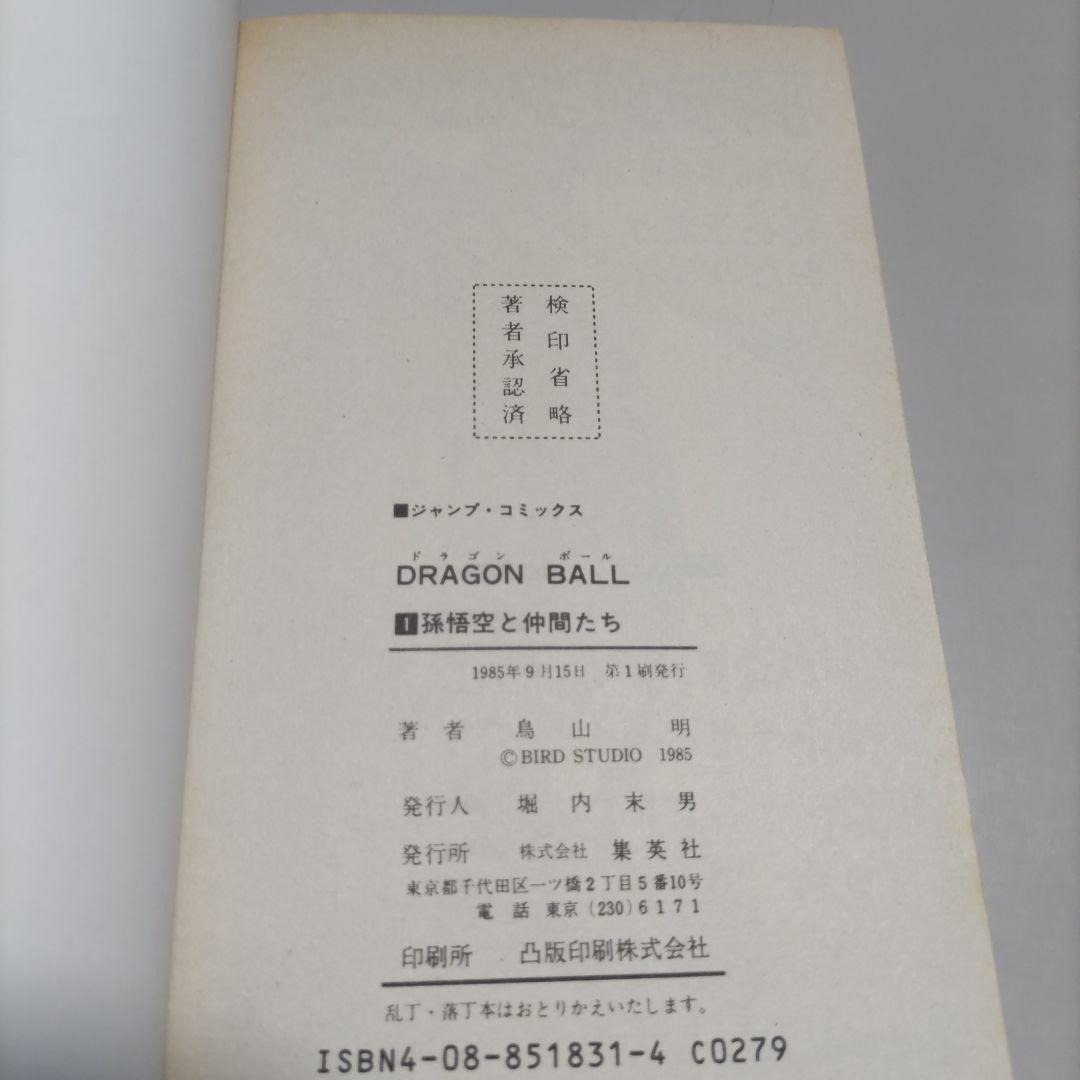 検印省略
著者承認済
■ジャンプ・コミックス
ドラゴン ボール
DRAGON BALL
1 孫悟空と仲間たち
1985年9月15日 第1刷発行
著者 鳥山 明
©BIRD STUDIO 1985
発行人 堀内末男
発行所 株式会社 集英社
東京都千代田区一ツ橋2丁目5番10号
電話 東京(230)6171
印刷所 凸版印刷株式会社
乱丁・落丁本はおとりかえいたします。
ISBN4-08-851831-4 C0279